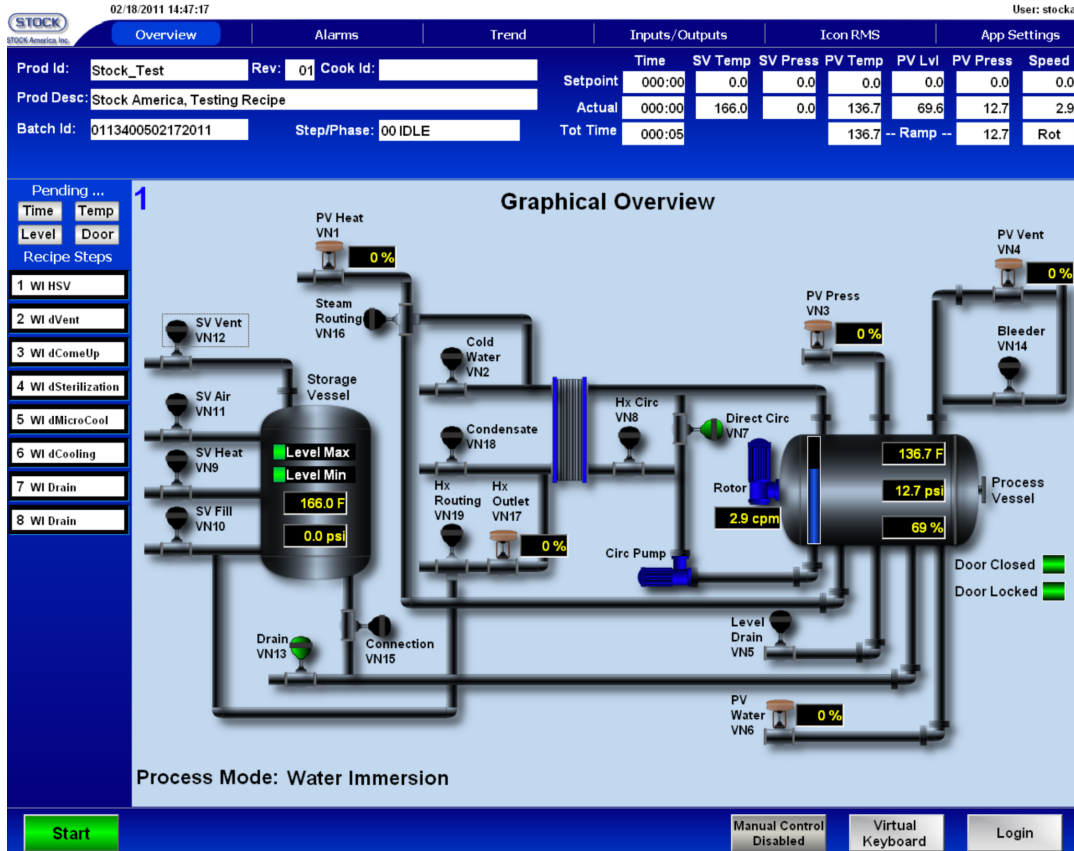 02/18/2011 14:47:17
User: stocka
STOCK
STOCK America, Inc.
Overview Alarms Trend Inputs/Outputs Icon RMS App Settings
Prod Id: Stock_Test Rev: 01 Cook Id:
Time SV Temp SV Press PV Temp PV Lvl PV Press Speed
Setpoint 000:00 0.0 0.0 0.0 0.0 0.0 0.0
Prod Desc: Stock America, Testing Recipe
Actual 000:00 166.0 0.0 136.7 69.6 12.7 2.9
Batch Id: 0113400502172011 Step/Phase: 00 IDLE
Tot Time 000:05 136.7 -- Ramp -- 12.7 Rot
Pending ...
Time Temp
Level Door
Recipe Steps
1 WI HSV
2 WI dVent
3 WI dComeUp
4 WI dSterilization
5 WI dMicroCool
6 WI dCooling
7 WI Drain
8 WI Drain
1
Graphical Overview
PV Heat
VN1
0 %
Steam
Routing
VN16
SV Vent
VN12
SV Air
VN11
SV Heat
VN9
SV Fill
VN10
Storage
Vessel
Level Max
Level Min
166.0 F
0.0 psi
Cold
Water
VN2
Condensate
VN18
Hx
Routing
VN19
Hx
Outlet
VN17
0 %
Hx Circ
VN8
Direct Circ
VN7
PV Press
VN3
0 %
PV Vent
VN4
0 %
Bleeder
VN14
Rotor
2.9 cpm
136.7 F
12.7 psi
69 %
Process
Vessel
Circ Pump
Door Closed
Door Locked
Drain
VN13
Connection
VN15
Level
Drain
VN5
PV
Water
VN6
0 %
Process Mode: Water Immersion
Start
Manual Control
Disabled
Virtual
Keyboard
Login